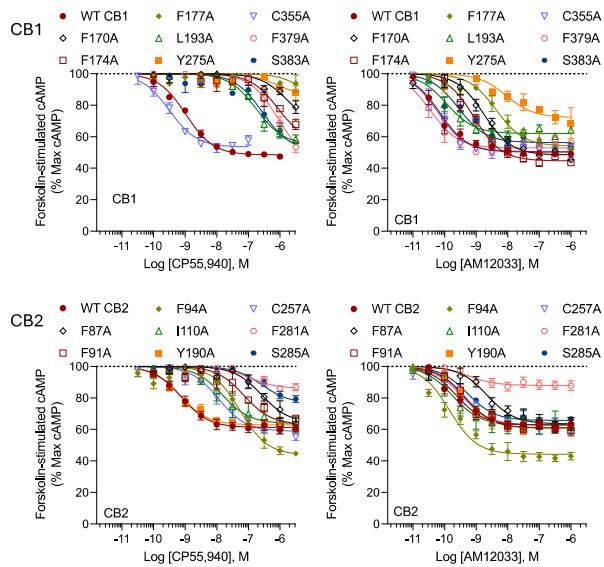 CB1
WT CB1 F177A C355A
F170A L193A F379A
F174A Y275A S383A
Forskolin-stimulated cAMP
(% Max cAMP)
100
80
60
40
20
0
CB1
-11 -10 -9 -8 -7 -6
Log [CP55,940], M
WT CB1 F177A C355A
F170A L193A F379A
F174A Y275A S383A
Forskolin-stimulated cAMP
(% Max cAMP)
100
80
60
40
20
0
CB1
-11 -10 -9 -8 -7 -6
Log [AM12033], M
CB2
WT CB2 F94A C257A
F87A I110A F281A
F91A Y190A S285A
Forskolin-stimulated cAMP
(% Max cAMP)
100
80
60
40
20
0
CB2
-11 -10 -9 -8 -7 -6
Log [CP55,940], M
WT CB2 F94A C257A
F87A I110A F281A
F91A Y190A S285A
Forskolin-stimulated cAMP
(% Max cAMP)
100
80
60
40
20
0
CB2
-11 -10 -9 -8 -7 -6
Log [AM12033], M